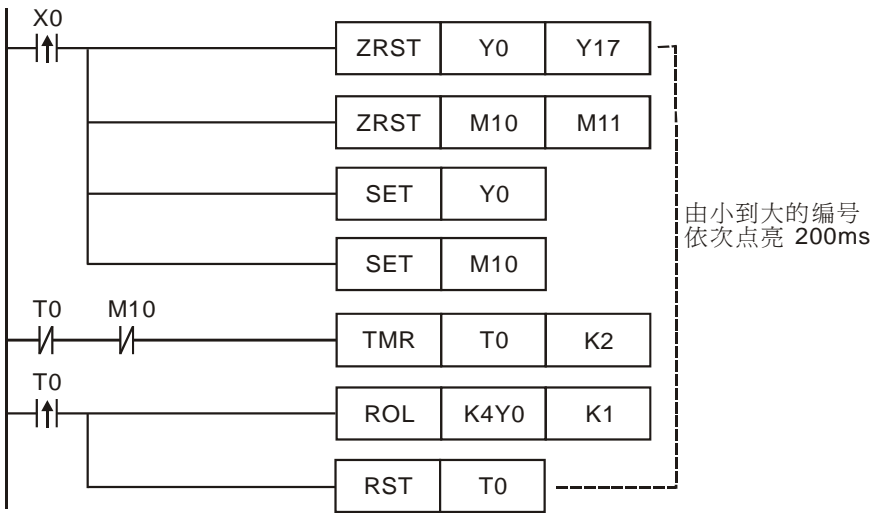 X0
ZRST Y0 Y17
ZRST M10 M11
SET Y0
由小到大的编号
依次点亮 200ms
SET M10
T0 M10
TMR T0 K2
T0
ROL K4Y0 K1
RST T0